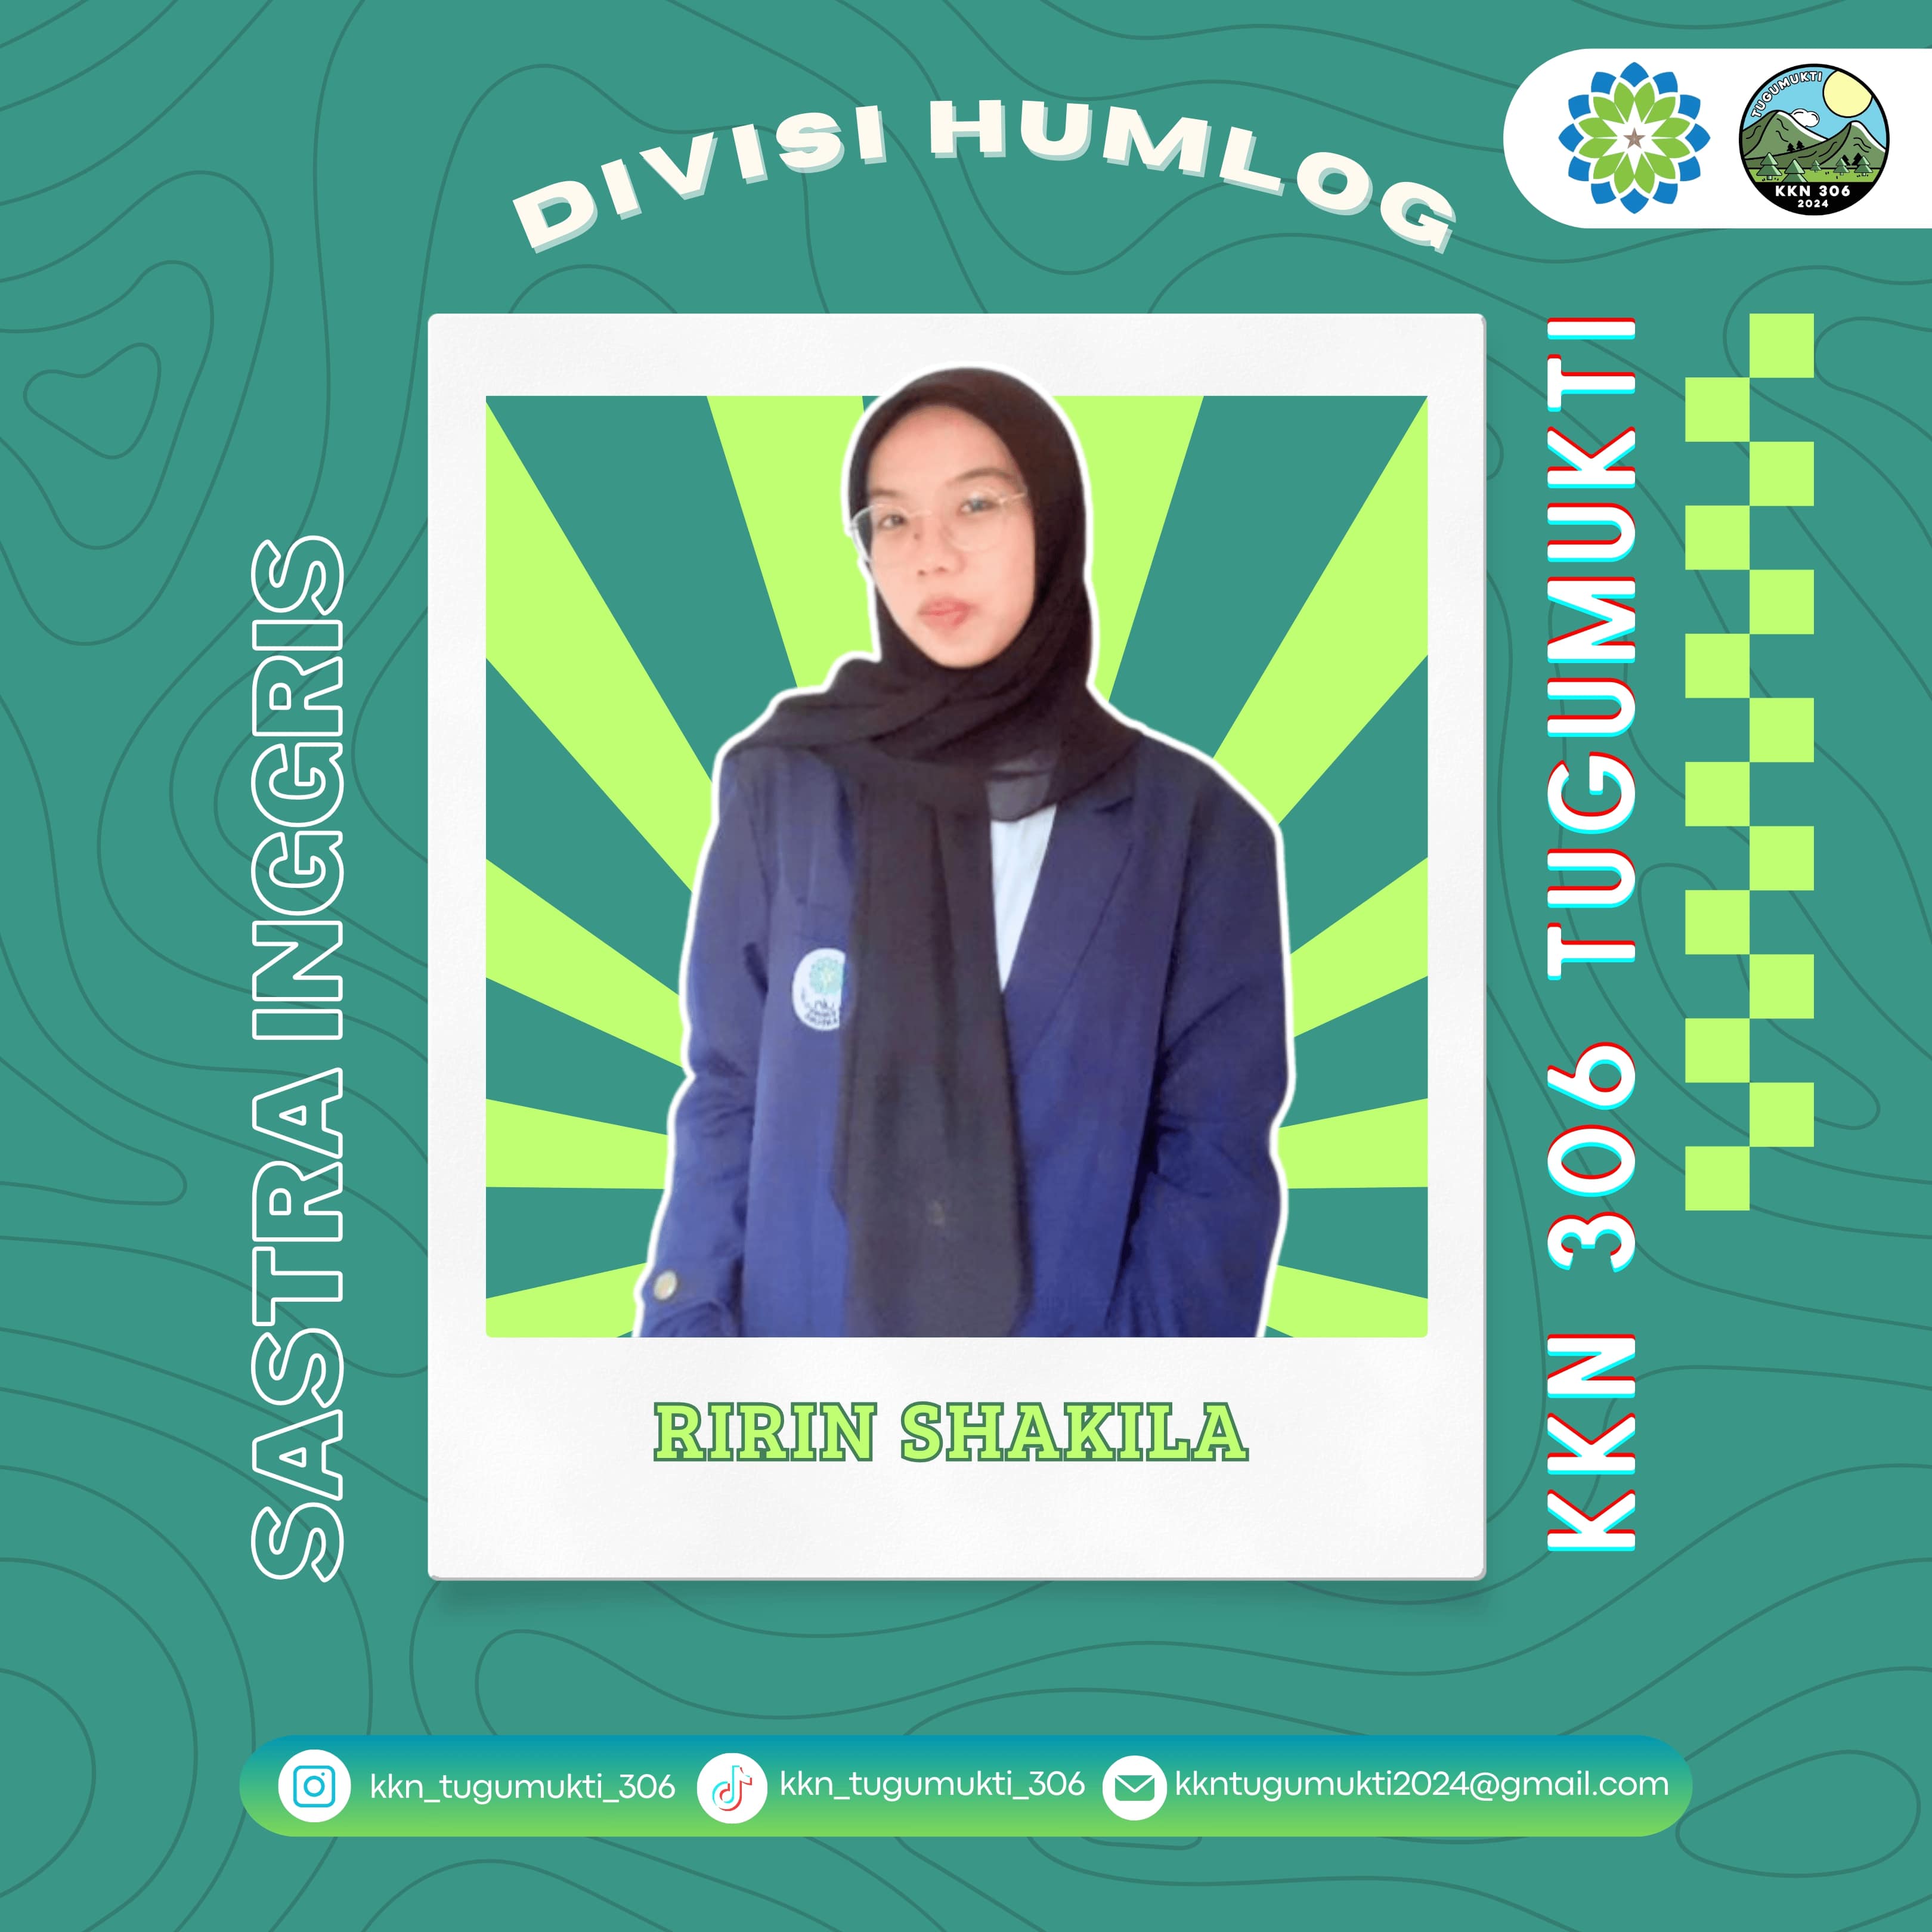 DIVISI HUMLOG
TUGUMUKTI
KKN 306
2024
SASTRA INGGRIS
KKN 306 TUGUMUKTI
RIRIN SHAKILA
kkn_tugumukti_306
kkn_tugumukti_306
kkntugumukti2024@gmail.com